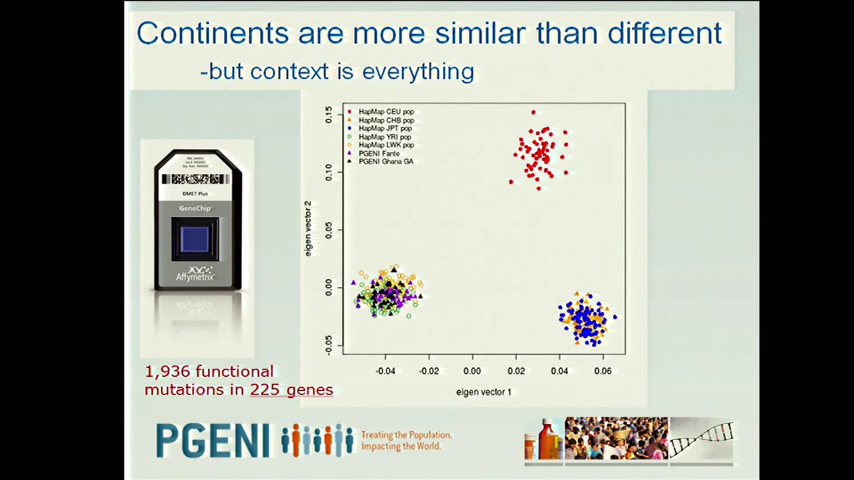 Continents are more similar than different
-but context is everything
HapMap CEU pop
HapMap CHB pop
HapMap JPT pop
HapMap YRI pop
HapMap LWK pop
PGENI Fante
PGENI Ghana GA
0.15
0.10
0.05
0.00
-0.05
eigen vector 2
-0.04
-0.02
0.00
0.02
0.04
0.06
eigen vector 1
DMET Plus
GeneChip
Affymetrix
1,936 functional
mutations in 225 genes
PGENI
Treating the Population.
Impacting the World.